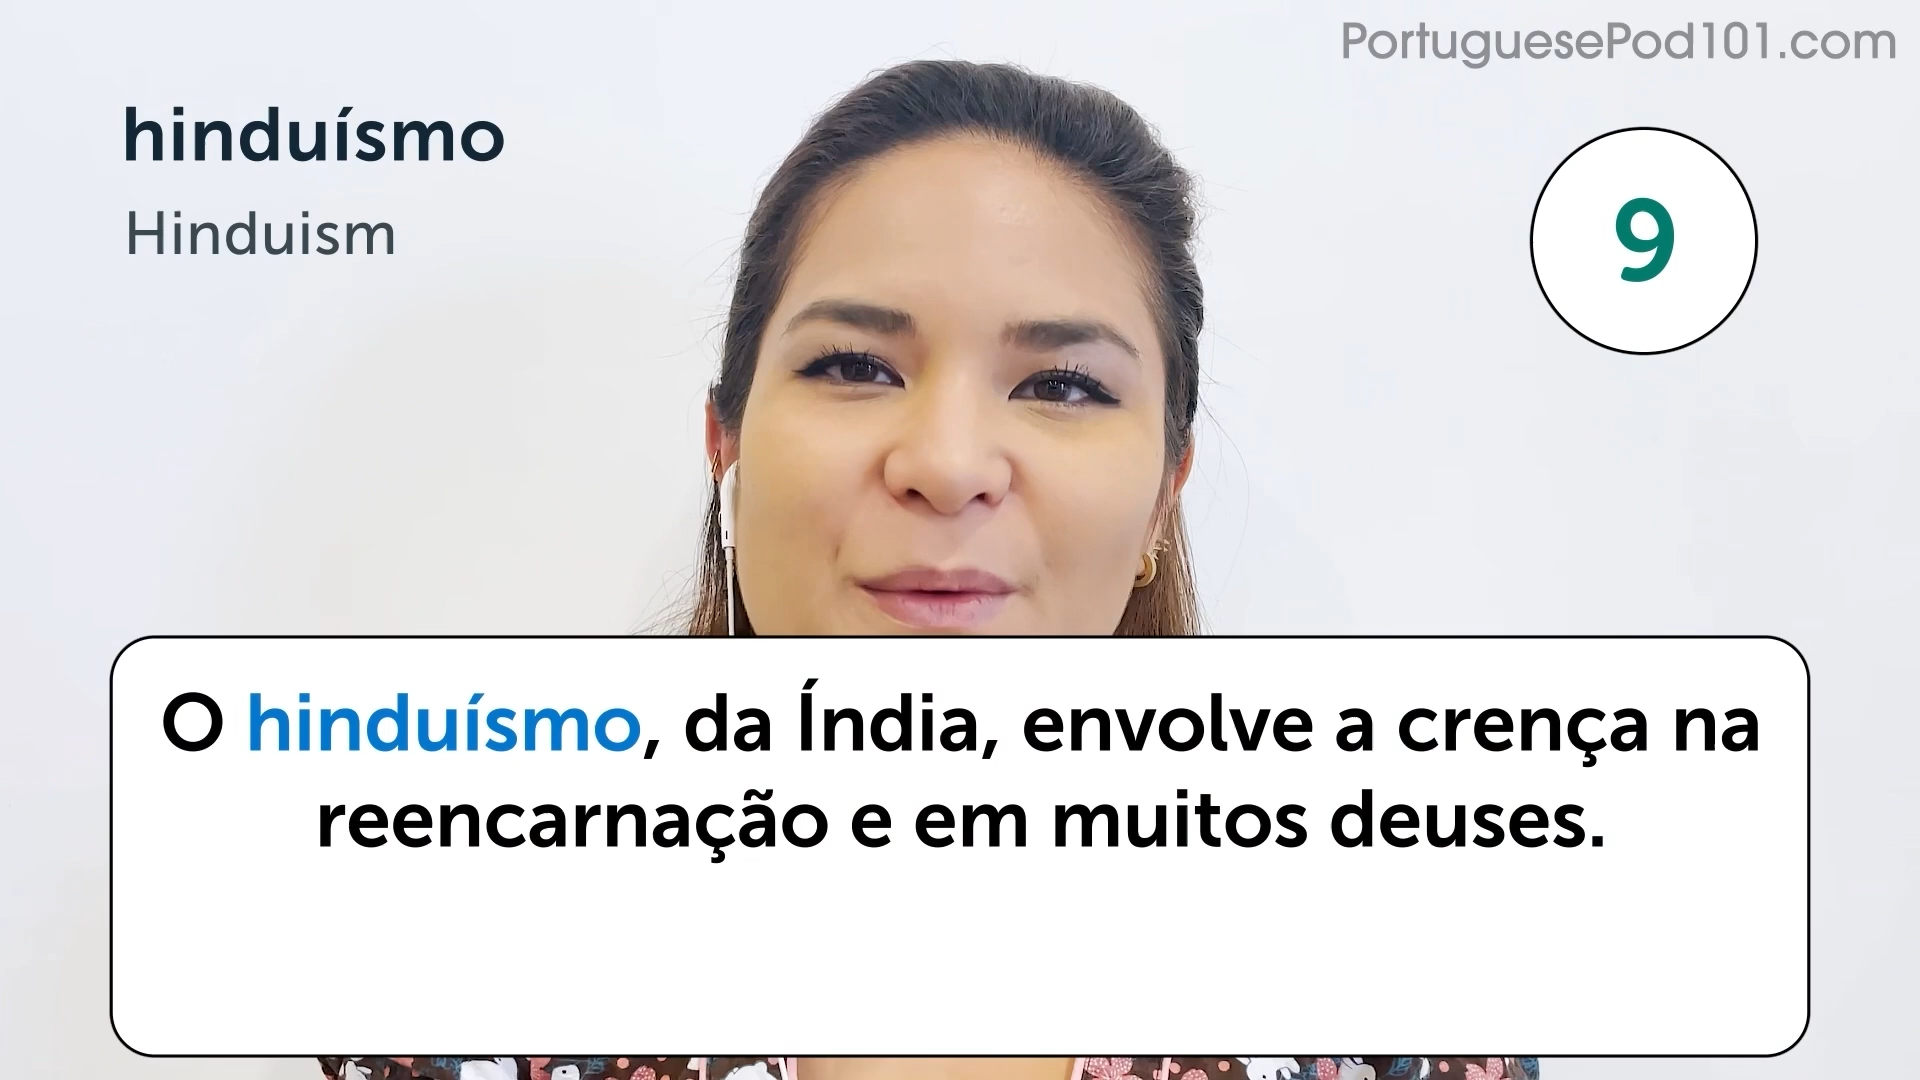 PortuguesePod101.com
hinduísmo
Hinduism
9
O hinduísmo, da Índia, envolve a crença na
reencarnação e em muitos deuses.